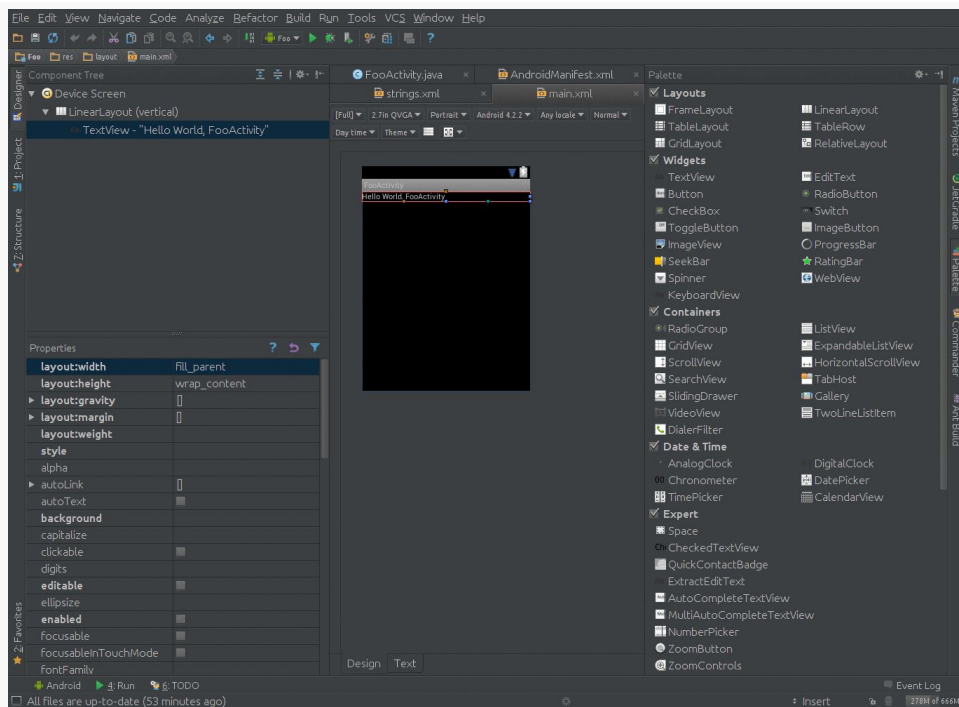 File Edit View Navigate Code Analyze Refactor Build Run Tools VCS Window Help
Foo
Foo res layout main.xml
Designer
1: Project
Z: Structure
2: Favorites
Component Tree
Device Screen
LinearLayout (vertical)
TextView - "Hello World, FooActivity"
Properties
layout:width fill_parent
layout:height wrap_content
layout:gravity []
layout:margin []
layout:weight
style
alpha
autoLink []
autoText
background
capitalize
clickable
digits
editable
ellipsize
enabled
focusable
focusableInTouchMode
fontFamily
FooActivity.java AndroidManifest.xml
strings.xml main.xml
[Full] 2.7in QVGA Portrait Android 4.2.2 Any locale Normal
Day time Theme
FooActivity
Hello World, FooActivity
Design Text
Palette
Layouts
FrameLayout LinearLayout
TableLayout TableRow
GridLayout RelativeLayout
Widgets
TextView EditText
Button RadioButton
CheckBox Switch
ToggleButton ImageButton
ImageView ProgressBar
SeekBar RatingBar
Spinner WebView
KeyboardView
Containers
RadioGroup ListView
GridView ExpandableListView
ScrollView HorizontalScrollView
SearchView TabHost
SlidingDrawer Gallery
VideoView TwoLineListItem
DialerFilter
Date & Time
AnalogClock DigitalClock
Chronometer DatePicker
TimePicker CalendarView
Expert
Space
CheckedTextView
QuickContactBadge
ExtractEditText
AutoCompleteTextView
MultiAutoCompleteTextView
NumberPicker
ZoomButton
ZoomControls
Maven Projects
JetGradle
Palette
Commander
Ant Build
Android 4: Run 6: TODO Event Log
All files are up-to-date (53 minutes ago) Insert 278M of 666M